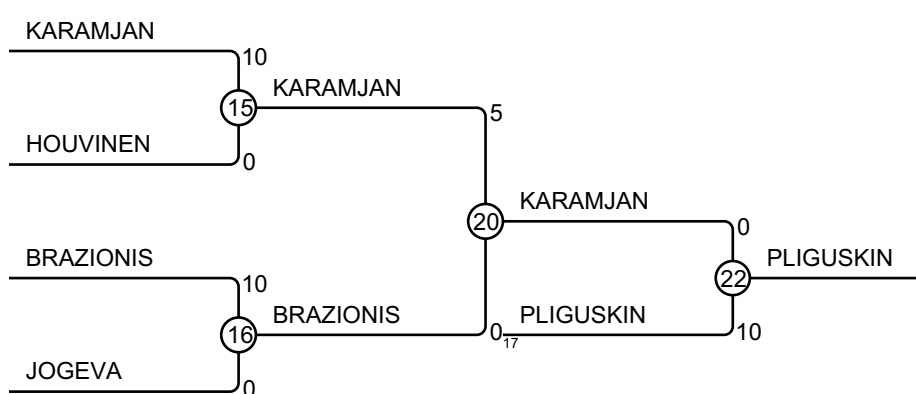 KARAMJAN
10
KARAMJAN
15
5
HOUVINEN
0
KARAMJAN
20
0
BRAZIONIS
PLIGUSKIN
10
22
BRAZIONIS
PLIGUSKIN
16
0
17
10
JOGEVA
0